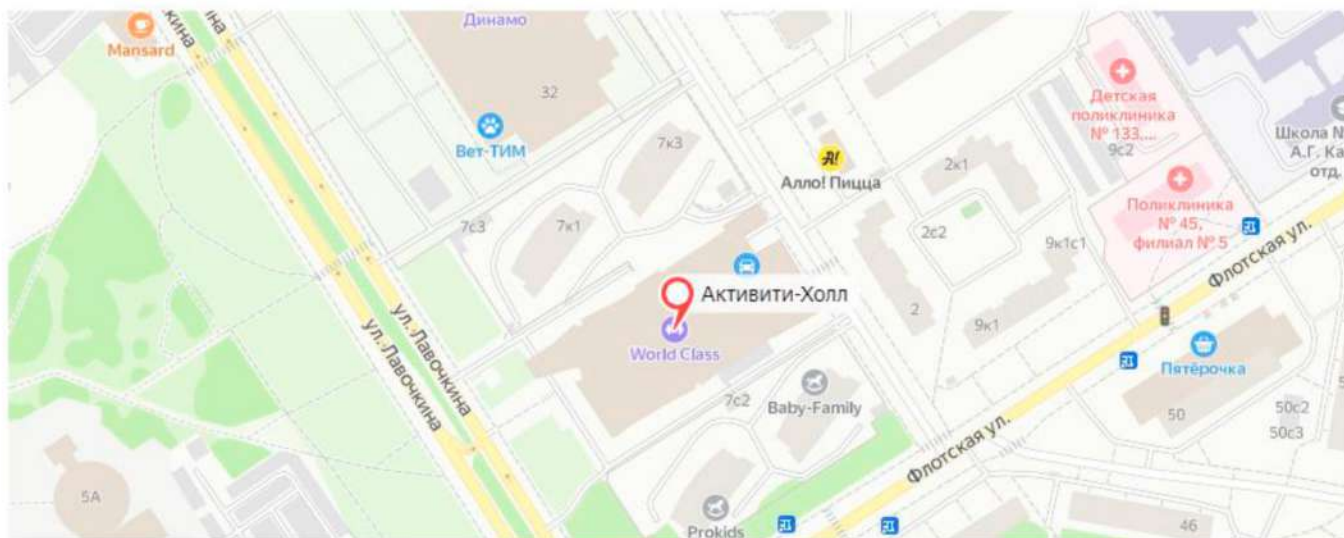 Динамо
Mansard
32
Вет-ТИМ
7к3
Алло! Пицца
2к1
Детская
поликлиника
№ 133,...
9с2
Школа №
А.Г. Ка
отд.
Поликлиника
№ 45,
филиал № 5
7с3
7к1
2с2
9к1с1
Флотская ул.
Активити-Холл
World Class
2
9к1
ул. Лавочкина
ул. Лавочкина
Пятёрочка
7с2
Baby-Family
50
50с2
50с3
Флотская ул.
5А
Prokids
46